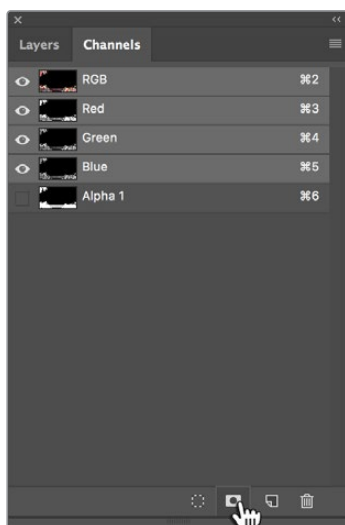 Layers Channels
RGB ⌘2
Red ⌘3
Green ⌘4
Blue ⌘5
Alpha 1 ⌘6